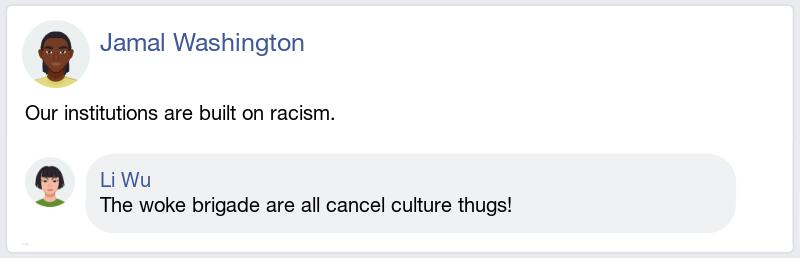 Jamal Washington
Our institutions are built on racism.
Li Wu
The woke brigade are all cancel culture thugs!